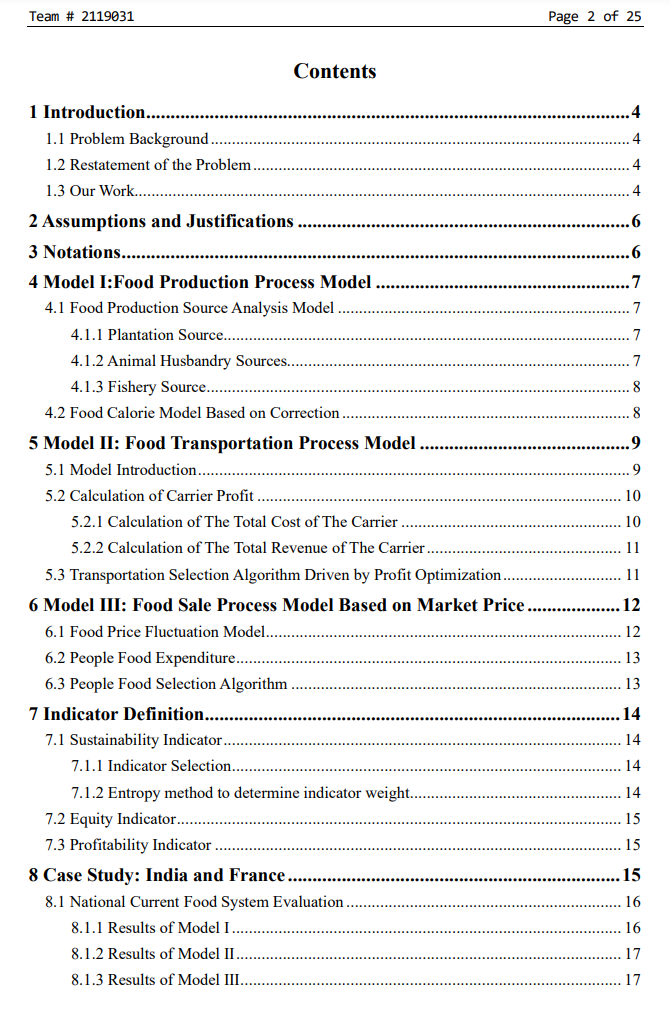 Team # 2119031 Page 2 of 25
Contents
1 Introduction....................................................................................................4
1.1 Problem Background....................................................................................................4
1.2 Restatement of the Problem....................................................................................................4
1.3 Our Work....................................................................................................4
2 Assumptions and Justifications....................................................................................................6
3 Notations....................................................................................................6
4 Model I:Food Production Process Model....................................................................................................7
4.1 Food Production Source Analysis Model....................................................................................................7
4.1.1 Plantation Source....................................................................................................7
4.1.2 Animal Husbandry Sources....................................................................................................7
4.1.3 Fishery Source....................................................................................................8
4.2 Food Calorie Model Based on Correction....................................................................................................8
5 Model II: Food Transportation Process Model....................................................................................................9
5.1 Model Introduction....................................................................................................9
5.2 Calculation of Carrier Profit....................................................................................................10
5.2.1 Calculation of The Total Cost of The Carrier....................................................................................................10
5.2.2 Calculation of The Total Revenue of The Carrier....................................................................................................11
5.3 Transportation Selection Algorithm Driven by Profit Optimization....................................................................................................11
6 Model III: Food Sale Process Model Based on Market Price....................................................................................................12
6.1 Food Price Fluctuation Model....................................................................................................12
6.2 People Food Expenditure....................................................................................................13
6.3 People Food Selection Algorithm....................................................................................................13
7 Indicator Definition....................................................................................................14
7.1 Sustainability Indicator....................................................................................................14
7.1.1 Indicator Selection....................................................................................................14
7.1.2 Entropy method to determine indicator weight....................................................................................................14
7.2 Equity Indicator....................................................................................................15
7.3 Profitability Indicator....................................................................................................15
8 Case Study: India and France....................................................................................................15
8.1 National Current Food System Evaluation....................................................................................................16
8.1.1 Results of Model I....................................................................................................16
8.1.2 Results of Model II....................................................................................................17
8.1.3 Results of Model III....................................................................................................17